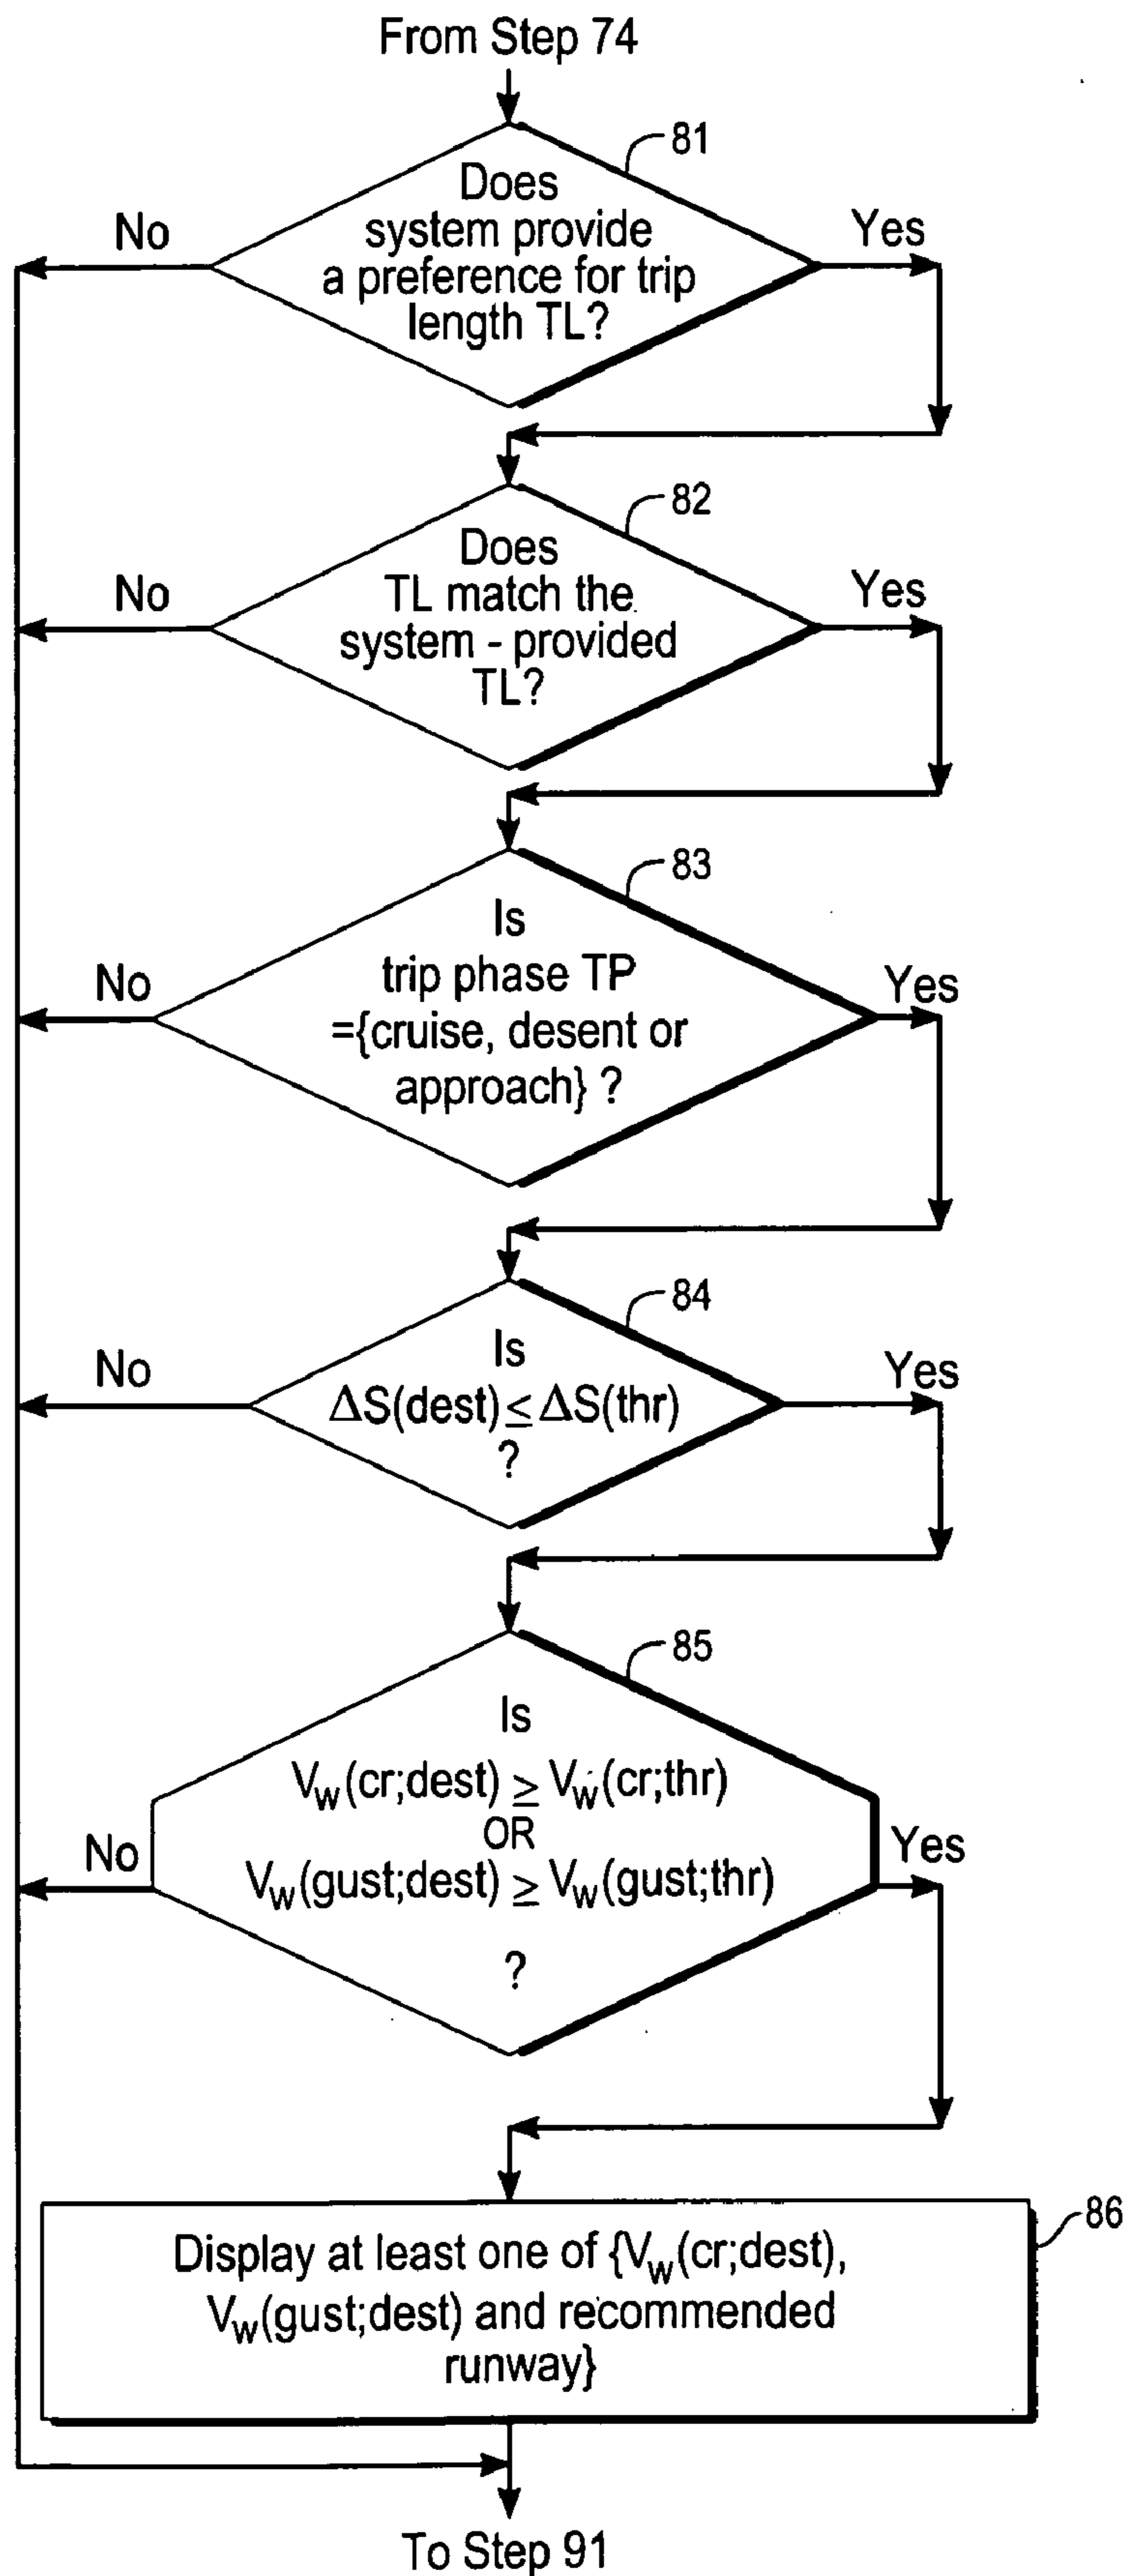 From Step 74
81
Does
system provide
a preference for trip
length TL?
No
Yes
82
Does
TL match the
system - provided
TL?
No
Yes
83
Is
trip phase TP
={cruise, desent or
approach} ?
No
Yes
84
Is
ΔS(dest) ≤ ΔS(thr)
?
No
Yes
85
Is
Vw(cr;dest) ≥ Vw(cr;thr)
OR
Vw(gust;dest) ≥ Vw(gust;thr)
?
No
Yes
86
Display at least one of {Vw(cr;dest),
Vw(gust;dest) and recommended
runway}
To Step 91